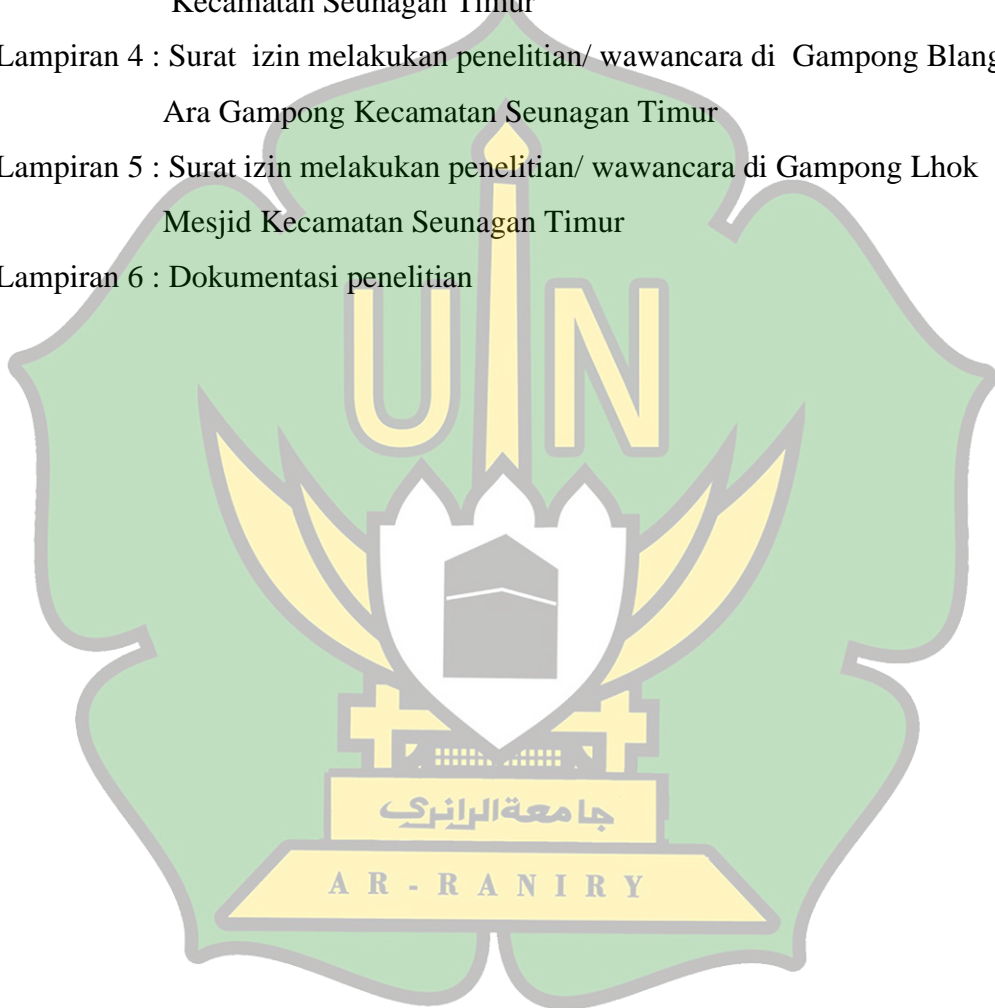 Kecamatan Seunagan Timur
Lampiran 4 : Surat izin melakukan penelitian/ wawancara di Gampong Blang
Ara Gampong Kecamatan Seunagan Timur
Lampiran 5 : Surat izin melakukan penelitian/ wawancara di Gampong Lhok
Mesjid Kecamatan Seunagan Timur
Lampiran 6 : Dokumentasi penelitian
U N
جامعة الرانري
AR-RANIRY